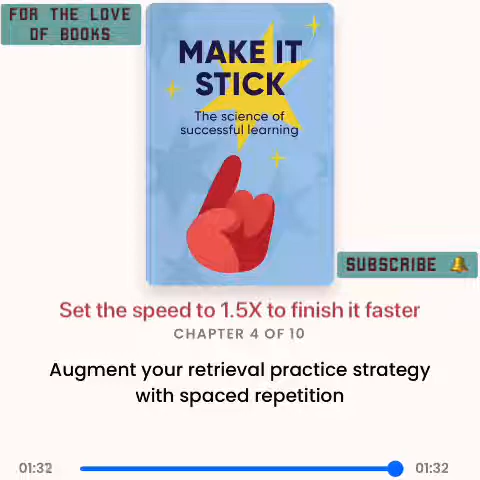 FOR THE LOVE
OF BOOKS
MAKE IT
STICK
The science of
successful learning
SUBSCRIBE
Set the speed to 1.5X to finish it faster
CHAPTER 4 OF 10
Augment your retrieval practice strategy
with spaced repetition
01:32
01:32